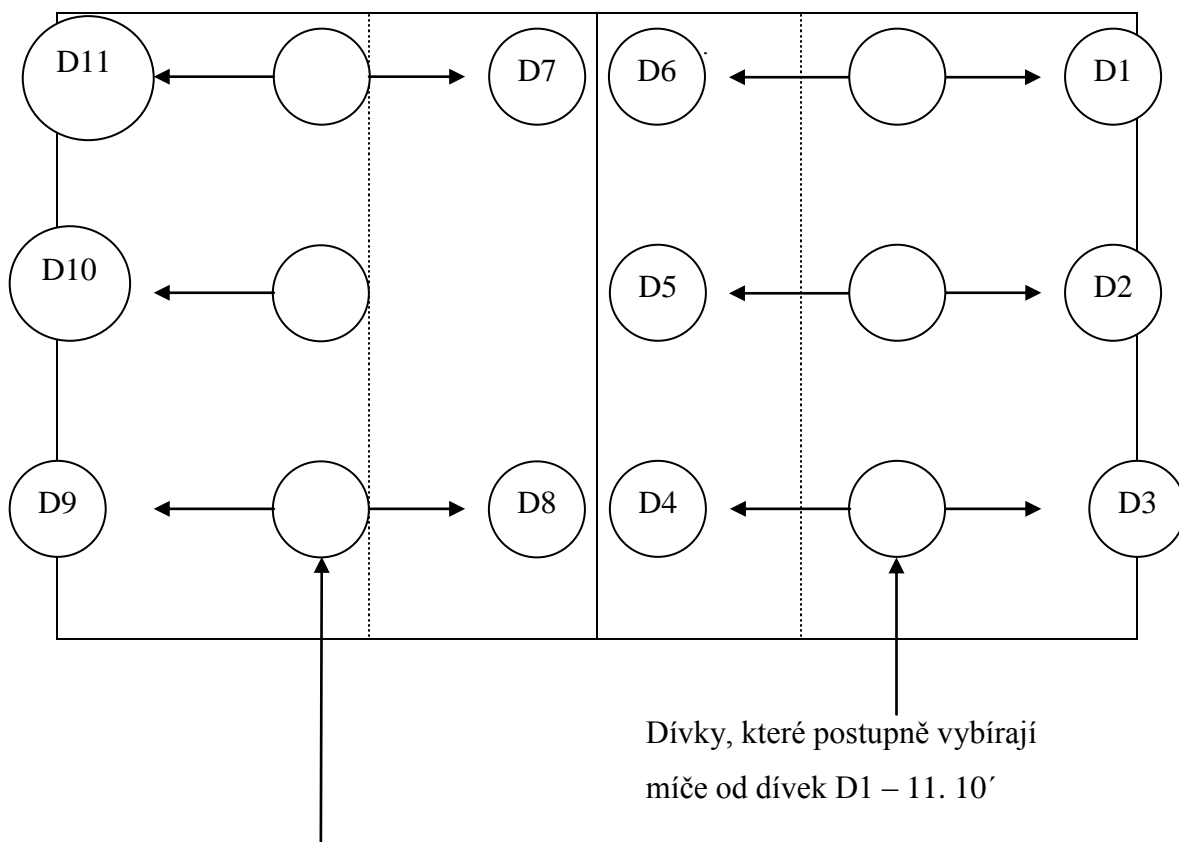 D11 D7 D6 D1
D10 D5 D2
D9 D8 D4 D3
Dívky, které postupně vybírají
míče od dívek D1 – 11. 10´